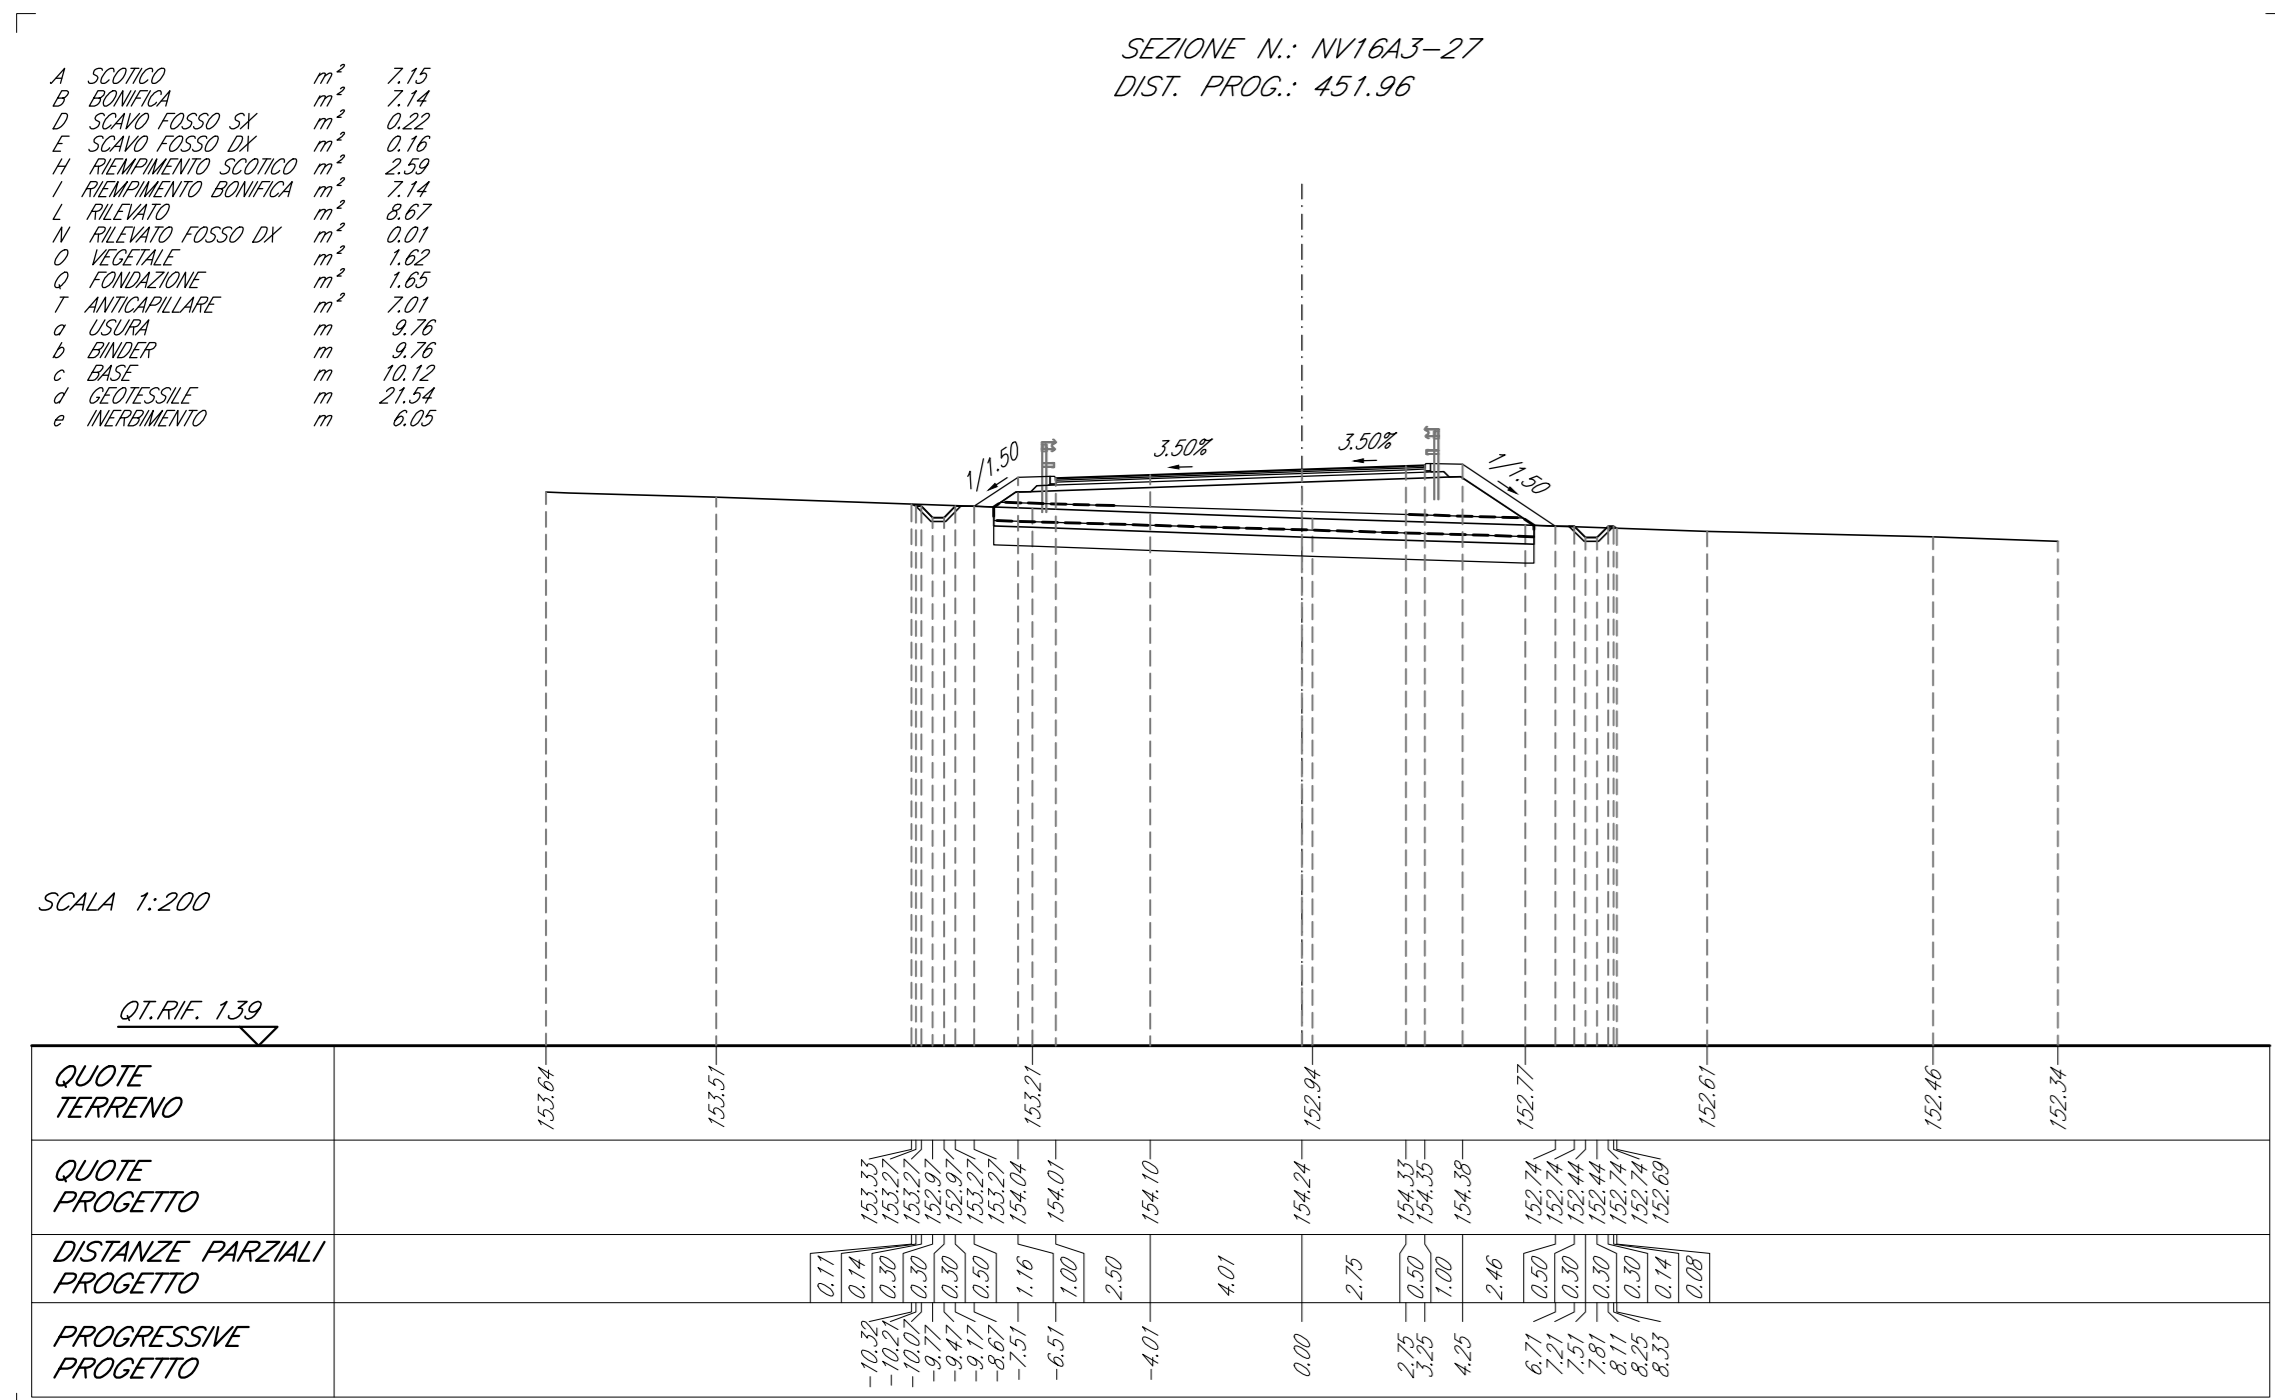 SEZIONE N.: NV16A3-27
DIST. PROG.: 451.96
A SCOTICO m² 7.15
B BONIFICA m² 7.14
D SCAVO FOSSO SX m² 0.22
E SCAVO FOSSO DX m² 0.16
H RIEMPIMENTO SCOTICO m² 2.59
I RIEMPIMENTO BONIFICA m² 7.14
L RILEVATO m² 8.67
N RILEVATO FOSSO DX m² 0.01
O VEGETALE m² 1.62
Q FONDAZIONE m² 1.65
T ANTICAPILLARE m² 7.01
a USURA m 9.76
b BINDER m 9.76
c BASE m 10.12
d GEOTESSILE m 21.54
e INERBIMENTO m 6.05
1/1.50
3.50%
3.50%
1/1.50
SCALA 1:200
QT.RIF. 139
QUOTE
TERRENO
153.64 153.51 153.21 152.94 152.77 152.61 152.46 152.34
QUOTE
PROGETTO
153.33 153.27 153.27 152.97 152.97 153.27 153.27 154.04 154.01 154.10 154.24 154.33 154.35 154.38 152.74 152.74 152.44 152.44 152.74 152.74 152.69
DISTANZE PARZIALI
PROGETTO
0.11 0.14 0.30 0.30 0.30 0.50 1.16 1.00 2.50 4.01 2.75 0.50 1.00 2.46 0.50 0.30 0.30 0.30 0.14 0.08
PROGRESSIVE
PROGETTO
-10.32 -10.21 -10.07 -9.77 -9.47 -9.17 -8.67 -7.51 -6.51 -4.01 0.00 2.75 3.25 4.25 6.71 7.21 7.51 7.81 8.11 8.25 8.33